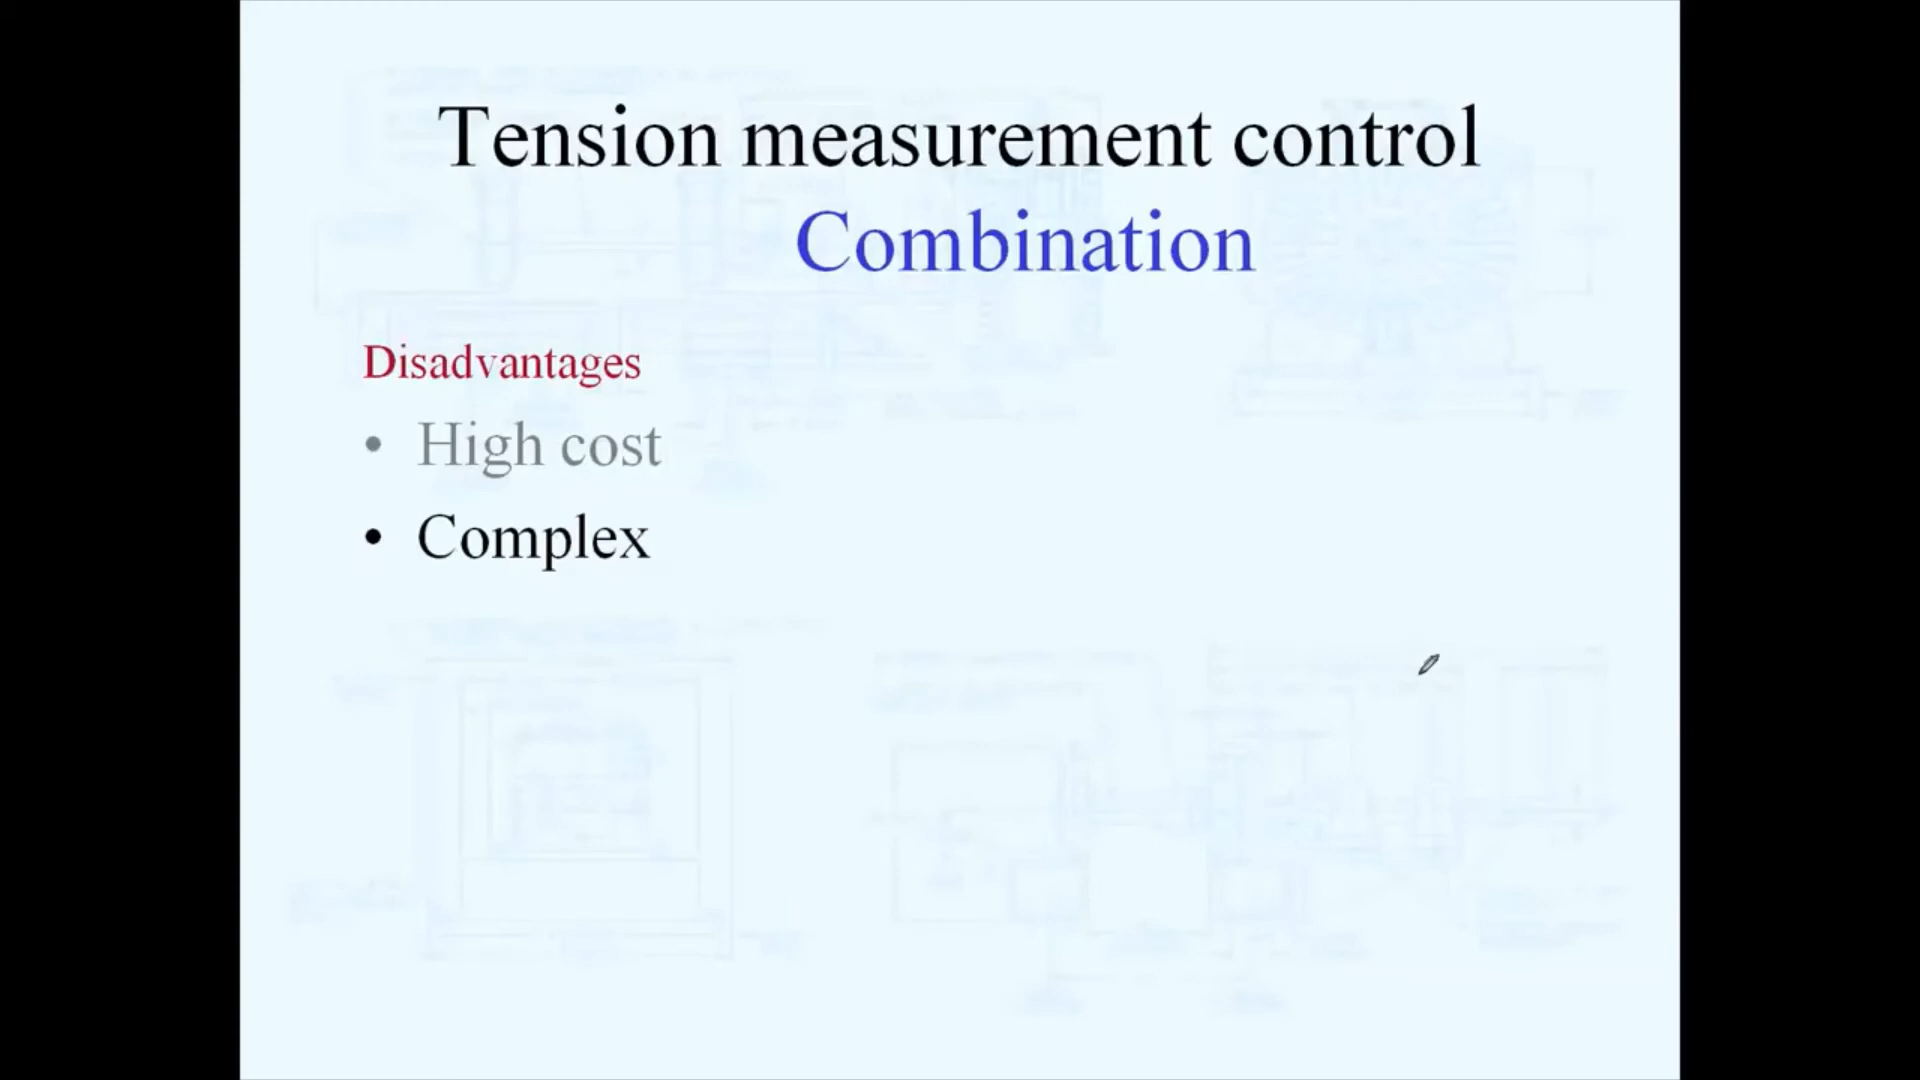 Tension measurement control
Combination
Disadvantages
• High cost
• Complex